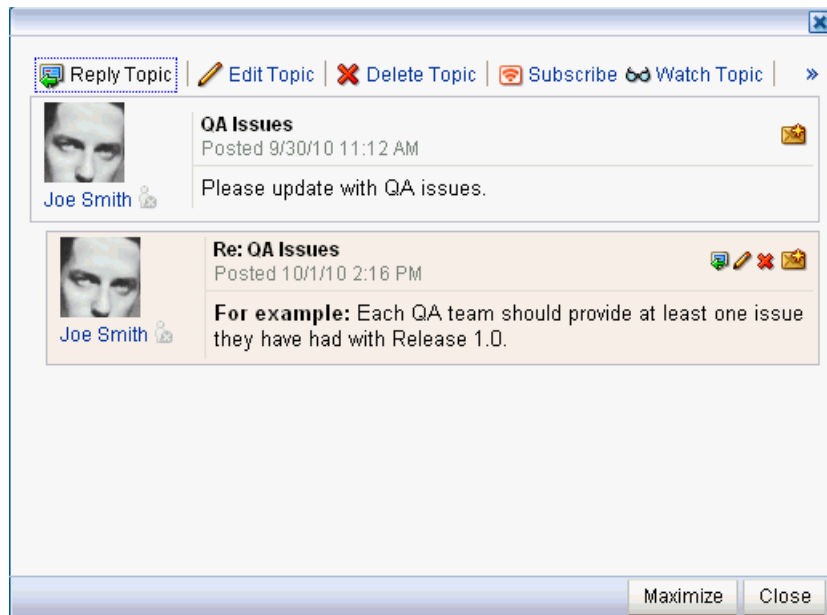 Reply Topic Edit Topic Delete Topic Subscribe Watch Topic »
QA Issues
Posted 9/30/10 11:12 AM
Please update with QA issues.
Joe Smith
Re: QA Issues
Posted 10/1/10 2:16 PM
For example: Each QA team should provide at least one issue
they have had with Release 1.0.
Joe Smith
Maximize Close